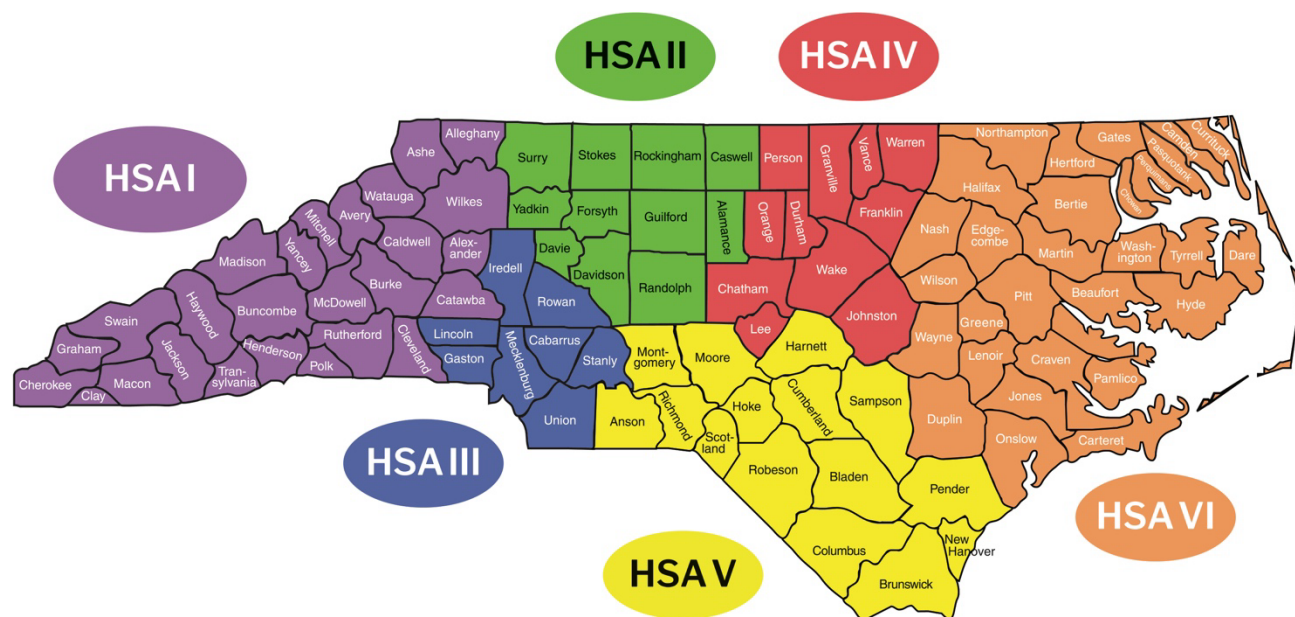 HSA II
HSA IV
HSA I
HSA III
HSA V
HSA VI
Alleghany
Ashe
Watauga
Wilkes
Avery
Mitchell
Yancey
Madison
Caldwell
Alex-
ander
Burke
McDowell
Catawba
Buncombe
Haywood
Swain
Graham
Cherokee
Clay
Macon
Jackson
Tran-
sylvania
Henderson
Polk
Rutherford
Cleveland
Surry
Stokes
Rockingham
Caswell
Yadkin
Forsyth
Guilford
Alamance
Davie
Davidson
Randolph
Iredell
Rowan
Lincoln
Gaston
Mecklenburg
Cabarrus
Stanly
Union
Person
Granville
Vance
Warren
Orange
Durham
Franklin
Chatham
Wake
Lee
Johnston
Mont-
gomery
Moore
Harnett
Anson
Richmond
Hoke
Scot-
land
Cumberland
Sampson
Robeson
Bladen
Pender
Columbus
Brunswick
New
Hanover
Northampton
Gates
Hertford
Camden
Currituck
Pasquotank
Perquimans
Chowan
Halifax
Bertie
Nash
Edge-
combe
Martin
Wash-
ington
Tyrrell
Dare
Wilson
Pitt
Beaufort
Hyde
Wayne
Greene
Lenoir
Craven
Pamlico
Jones
Duplin
Onslow
Carteret